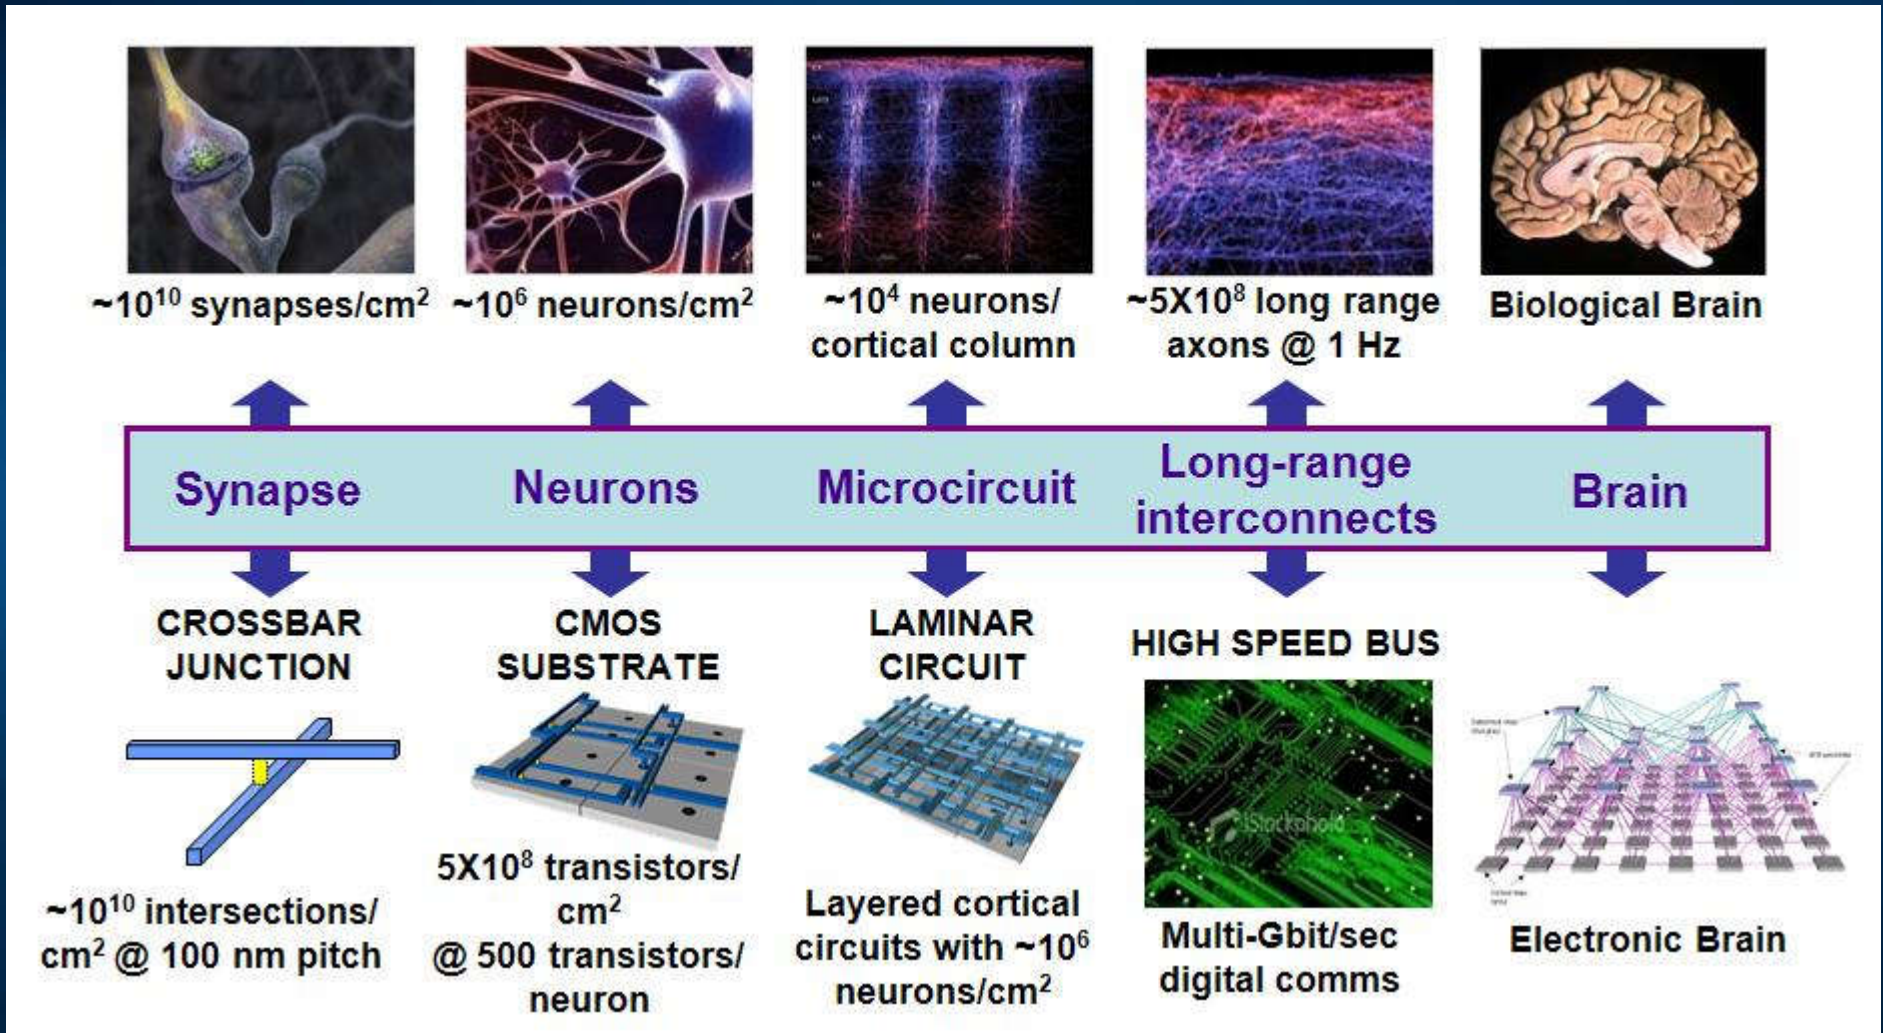 ~10¹⁰ synapses/cm²
~10⁶ neurons/cm²
~10⁴ neurons/
cortical column
~5X10⁸ long range
axons @ 1 Hz
Biological Brain
Synapse
Neurons
Microcircuit
Long-range
interconnects
Brain
CROSSBAR
JUNCTION
~10¹⁰ intersections/
cm² @ 100 nm pitch
CMOS
SUBSTRATE
5X10⁸ transistors/
cm²
@ 500 transistors/
neuron
LAMINAR
CIRCUIT
Layered cortical
circuits with ~10⁶
neurons/cm²
HIGH SPEED BUS
iStockphoto
Multi-Gbit/sec
digital comms
Electronic Brain